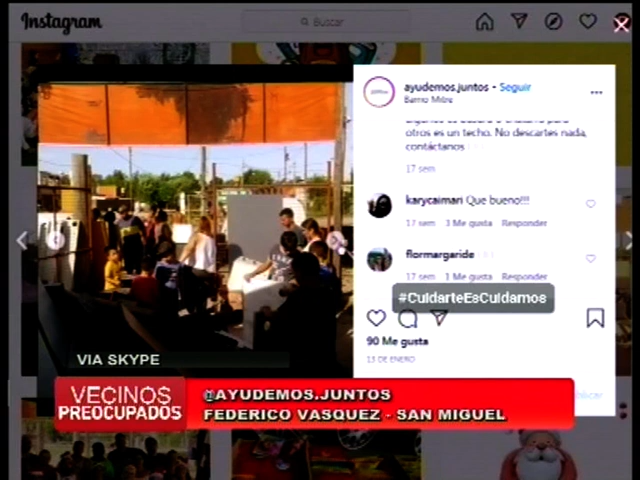 Instagram
Buscar
ayudemos.juntos • Seguir
Barrio Mitre
otros es un techo. No descartes nada,
contáctanos
17 sem
karycaimari Que bueno!!!
17 sem 3 Me gusta Responder
flormargaride
17 sem 1 Me gusta Responder
#CuidarteEsCuidarnos
90 Me gusta
13 DE ENERO
VIA SKYPE
VECINOS
PREOCUPADOS
@AYUDEMOS.JUNTOS
FEDERICO VASQUEZ - SAN MIGUEL